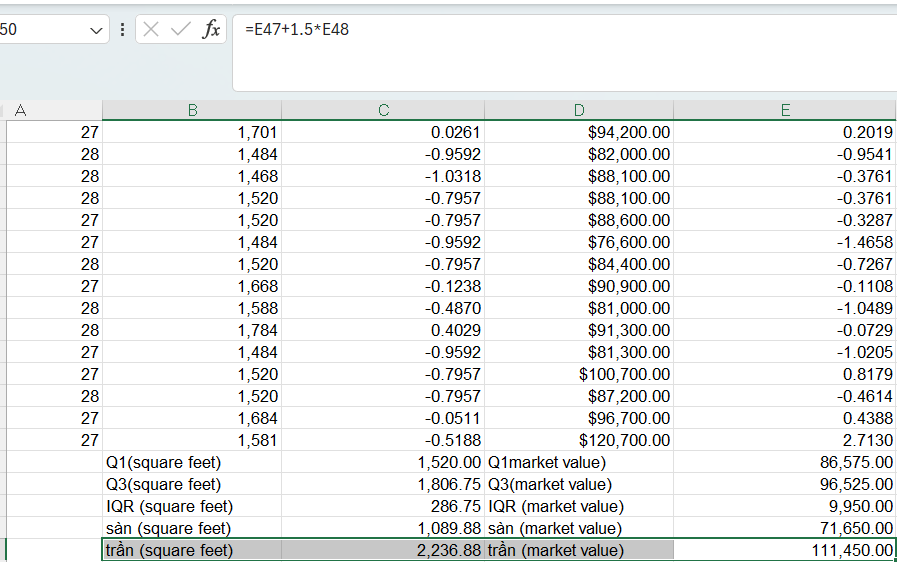 50 fx =E47+1.5*E48
A B C D E
27 1,701 0.0261 $94,200.00 0.2019
28 1,484 -0.9592 $82,000.00 -0.9541
28 1,468 -1.0318 $88,100.00 -0.3761
28 1,520 -0.7957 $88,100.00 -0.3761
27 1,520 -0.7957 $88,600.00 -0.3287
27 1,484 -0.9592 $76,600.00 -1.4658
28 1,520 -0.7957 $84,400.00 -0.7267
27 1,668 -0.1238 $90,900.00 -0.1108
28 1,588 -0.4870 $81,000.00 -1.0489
28 1,784 0.4029 $91,300.00 -0.0729
27 1,484 -0.9592 $81,300.00 -1.0205
27 1,520 -0.7957 $100,700.00 0.8179
28 1,520 -0.7957 $87,200.00 -0.4614
27 1,684 -0.0511 $96,700.00 0.4388
27 1,581 -0.5188 $120,700.00 2.7130
Q1(square feet) 1,520.00 Q1market value) 86,575.00
Q3(square feet) 1,806.75 Q3(market value) 96,525.00
IQR (square feet) 286.75 IQR (market value) 9,950.00
sàn (square feet) 1,089.88 sàn (market value) 71,650.00
trần (square feet) 2,236.88 trần (market value) 111,450.00